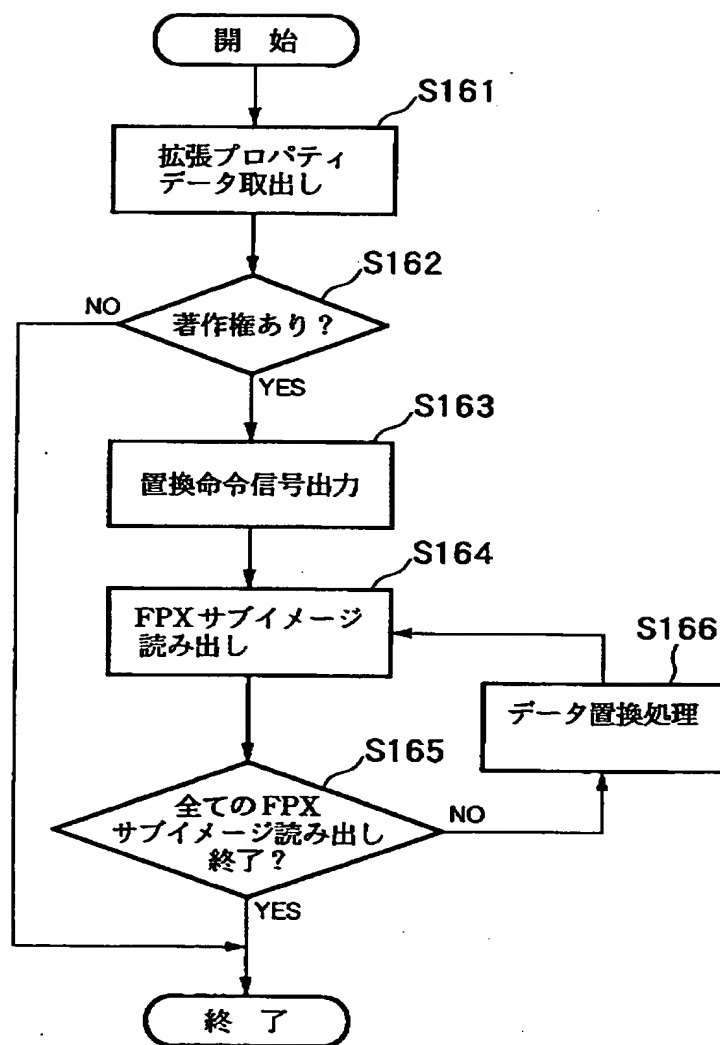 開 始
S161
拡張プロパティ
データ取出し
S162
NO
著作権あり？
YES
S163
置換命令信号出力
S164
FPXサブイメージ
読み出し
S166
データ置換処理
S165
全てのFPX
サブイメージ読み出し
終了？
NO
YES
終 了